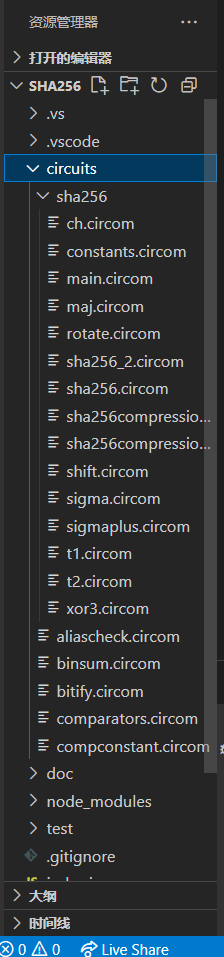 资源管理器 ...
打开的编辑器
SHA256
.vs
.vscode
circuits
sha256
ch.circom
constants.circom
main.circom
maj.circom
rotate.circom
sha256_2.circom
sha256.circom
sha256compressio...
sha256compressio...
shift.circom
sigma.circom
sigmaplus.circom
t1.circom
t2.circom
xor3.circom
aliascheck.circom
binsum.circom
bitify.circom
comparators.circom
compconstant.circom
doc
node_modules
test
.gitignore
大纲
时间线
0 0 Live Share